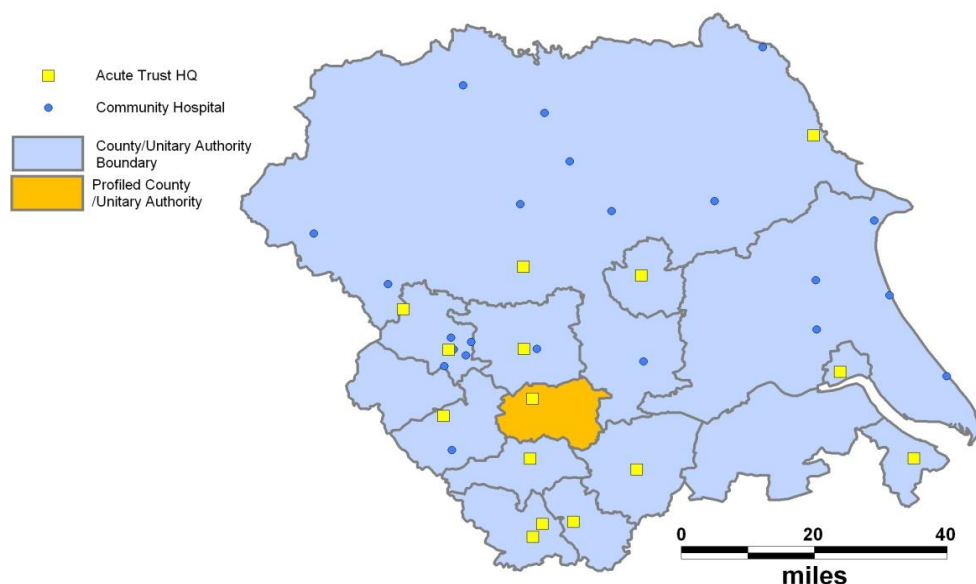 Acute Trust HQ
Community Hospital
County/Unitary Authority
Boundary
Profiled County
/Unitary Authority
0 20 40
miles